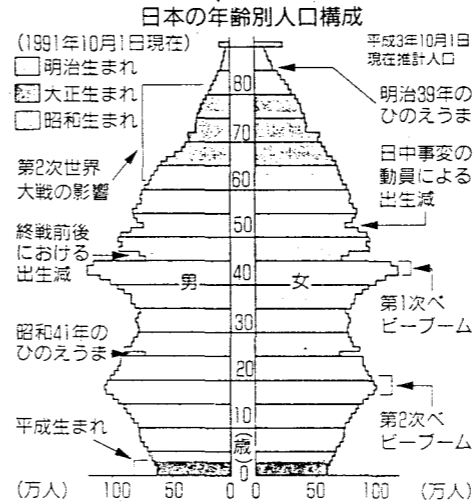 日本の年齢別人口構成
(1991年10月1日現在)
平成3年10月1日
現在推計人口
明治生まれ
大正生まれ
昭和生まれ
明治39年の
ひのえうま
第2次世界
大戦の影響
日中事変の
動員による
出生減
終戦前後
における
出生減
男
女
第1次ベ
ビーブーム
昭和41年の
ひのえうま
第2次ベ
ビーブーム
平成生まれ
80
70
60
50
40
30
20
10
(歳)
0
(万人) 100 50 0 0 50 100 (万人)